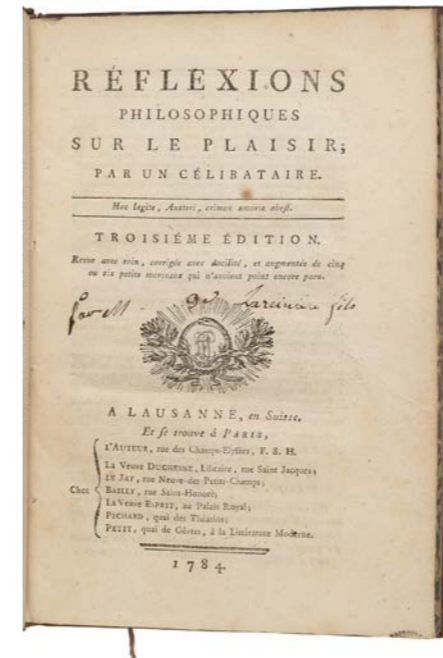 RÉFLEXIONS
PHILOSOPHIQUES
SUR LE PLAISIR;
PAR UN CÉLIBATAIRE.
Hoc legite, Austeri, crimen amoris abest.
TROISIÉME ÉDITION.
Revue avec soin, corrigée avec docilité, et augmentée de cinq
ou six petits morceaux qui n'avoient point encore paru.
par M. de fils
A LAUSANNE, en Suisse.
Et se trouve à PARIS,
Chez
L'AUTEUR, rue des Champs-Elysées, F. S. H.
La Veuve DUCHESNE, Libraire, rue Saint Jacques;
LE JAY, rue Neuve-des Petits-Champs;
BAILLY, rue Saint-Honoré;
La Veuve ESPRIT, au Palais Royal;
PICHARD, quai des Théatins;
PETIT, quai de Gêvres, à la Littérature Moderne.
1784.